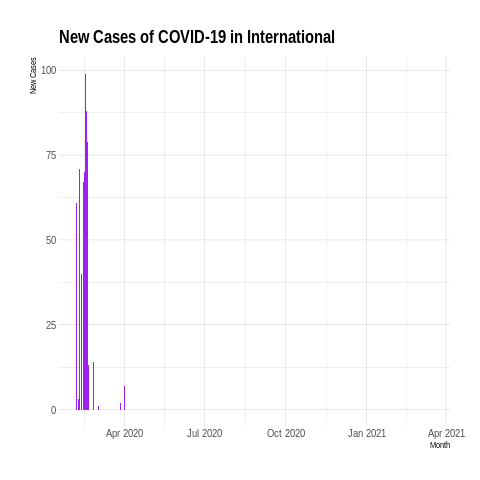 New Cases of COVID-19 in International
New Cases
100
75
50
25
0
Apr 2020 Jul 2020 Oct 2020 Jan 2021 Apr 2021
Month